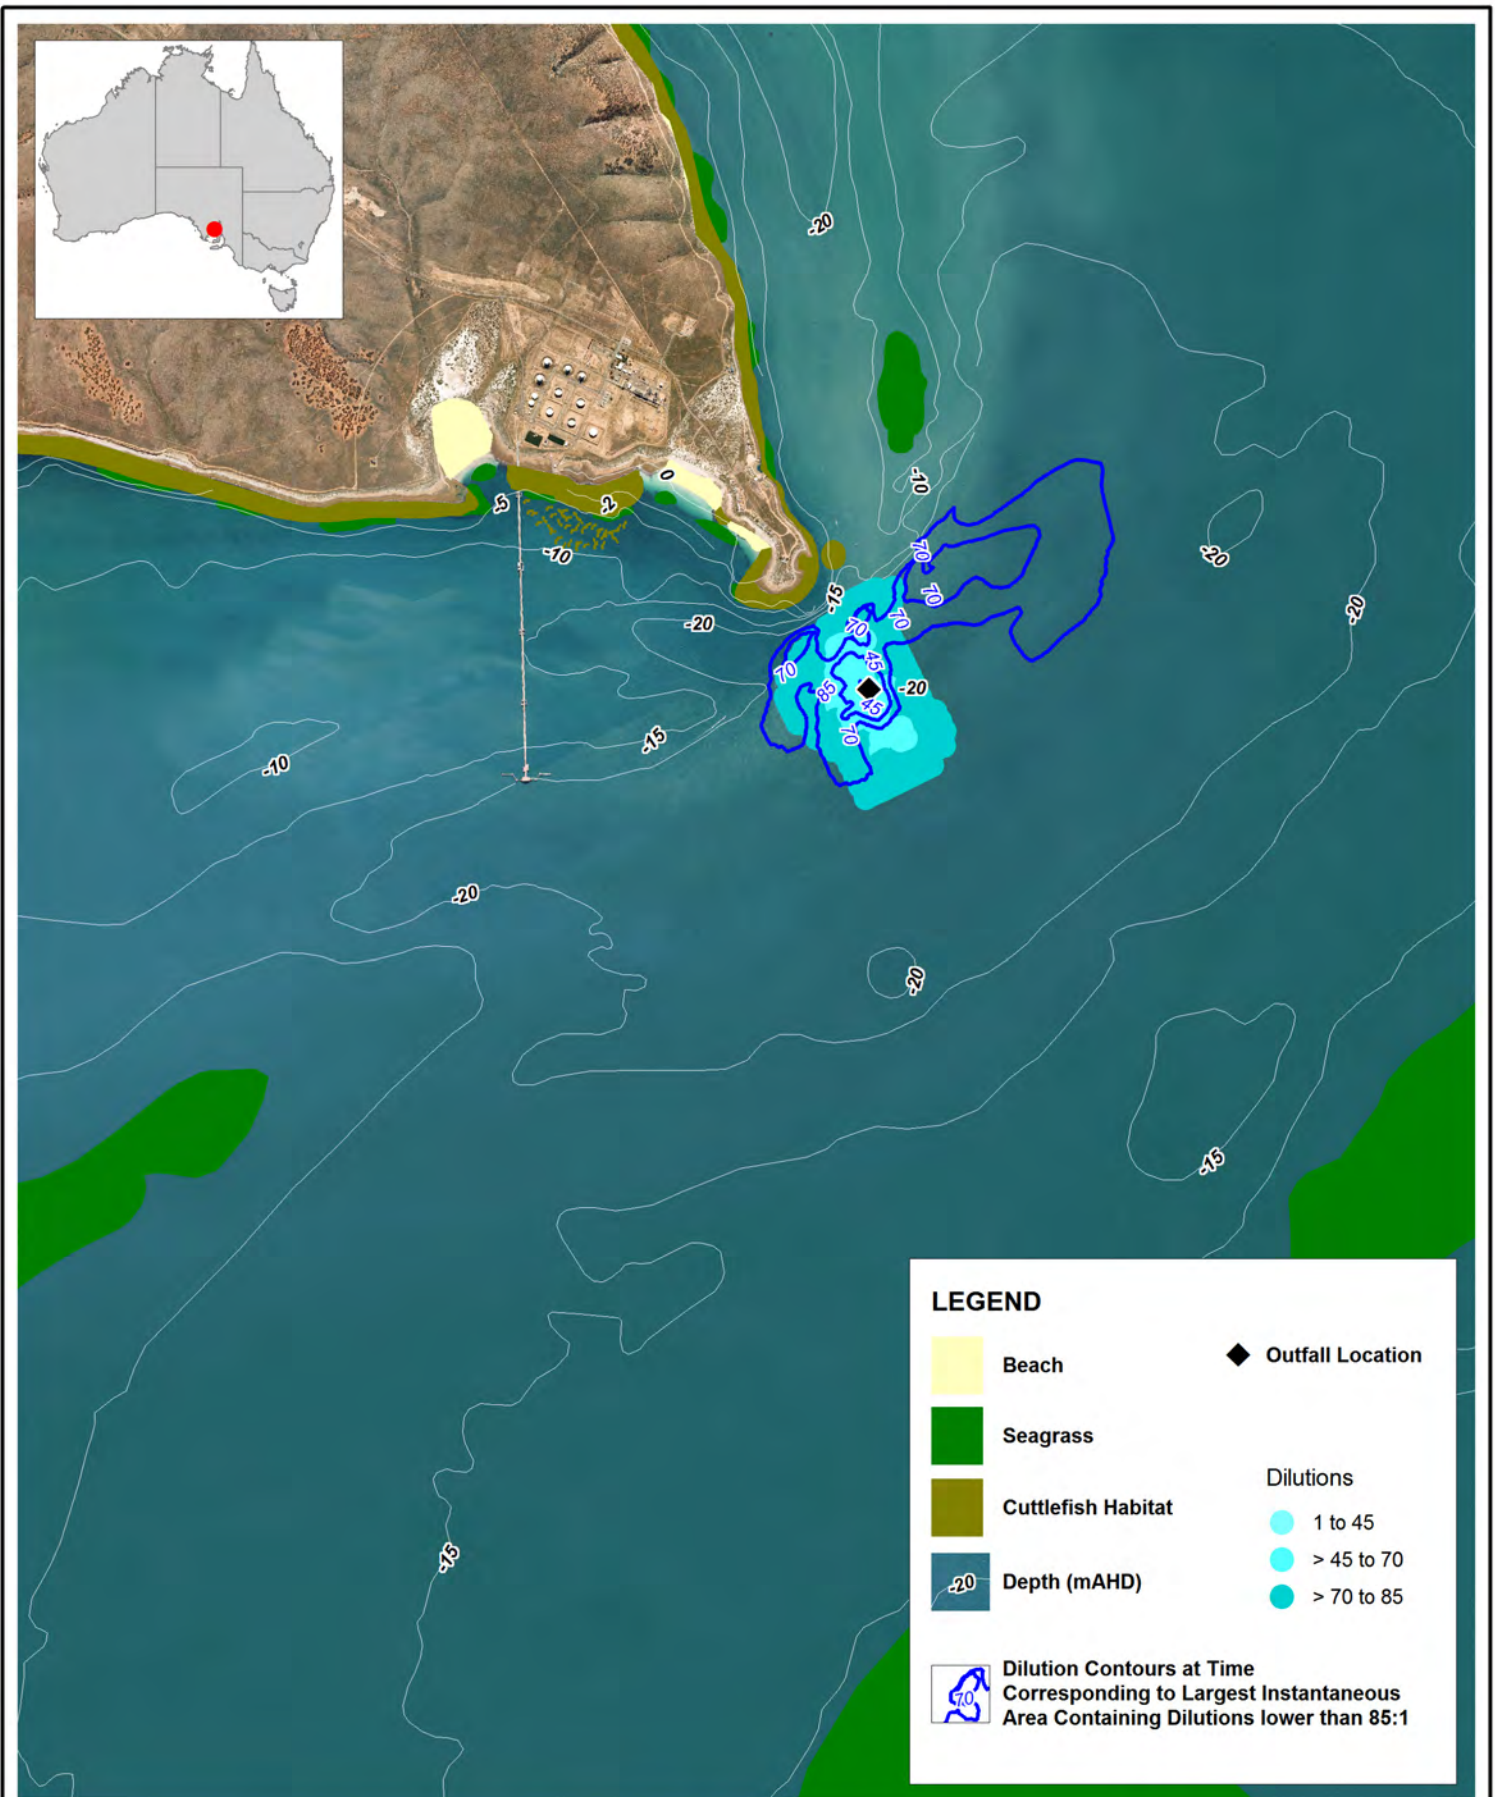 -20
-10
0
-5
-2
-10
-20
-15
-20
-20
70
70
70
70
70
45
85
45
70
-20
-20
-15
-10
-20
-20
-15
-15
LEGEND
Beach
Outfall Location
Seagrass
Cuttlefish Habitat
Dilutions
1 to 45
> 45 to 70
> 70 to 85
-20
Depth (mAHD)
70
Dilution Contours at Time
Corresponding to Largest Instantaneous
Area Containing Dilutions lower than 85:1